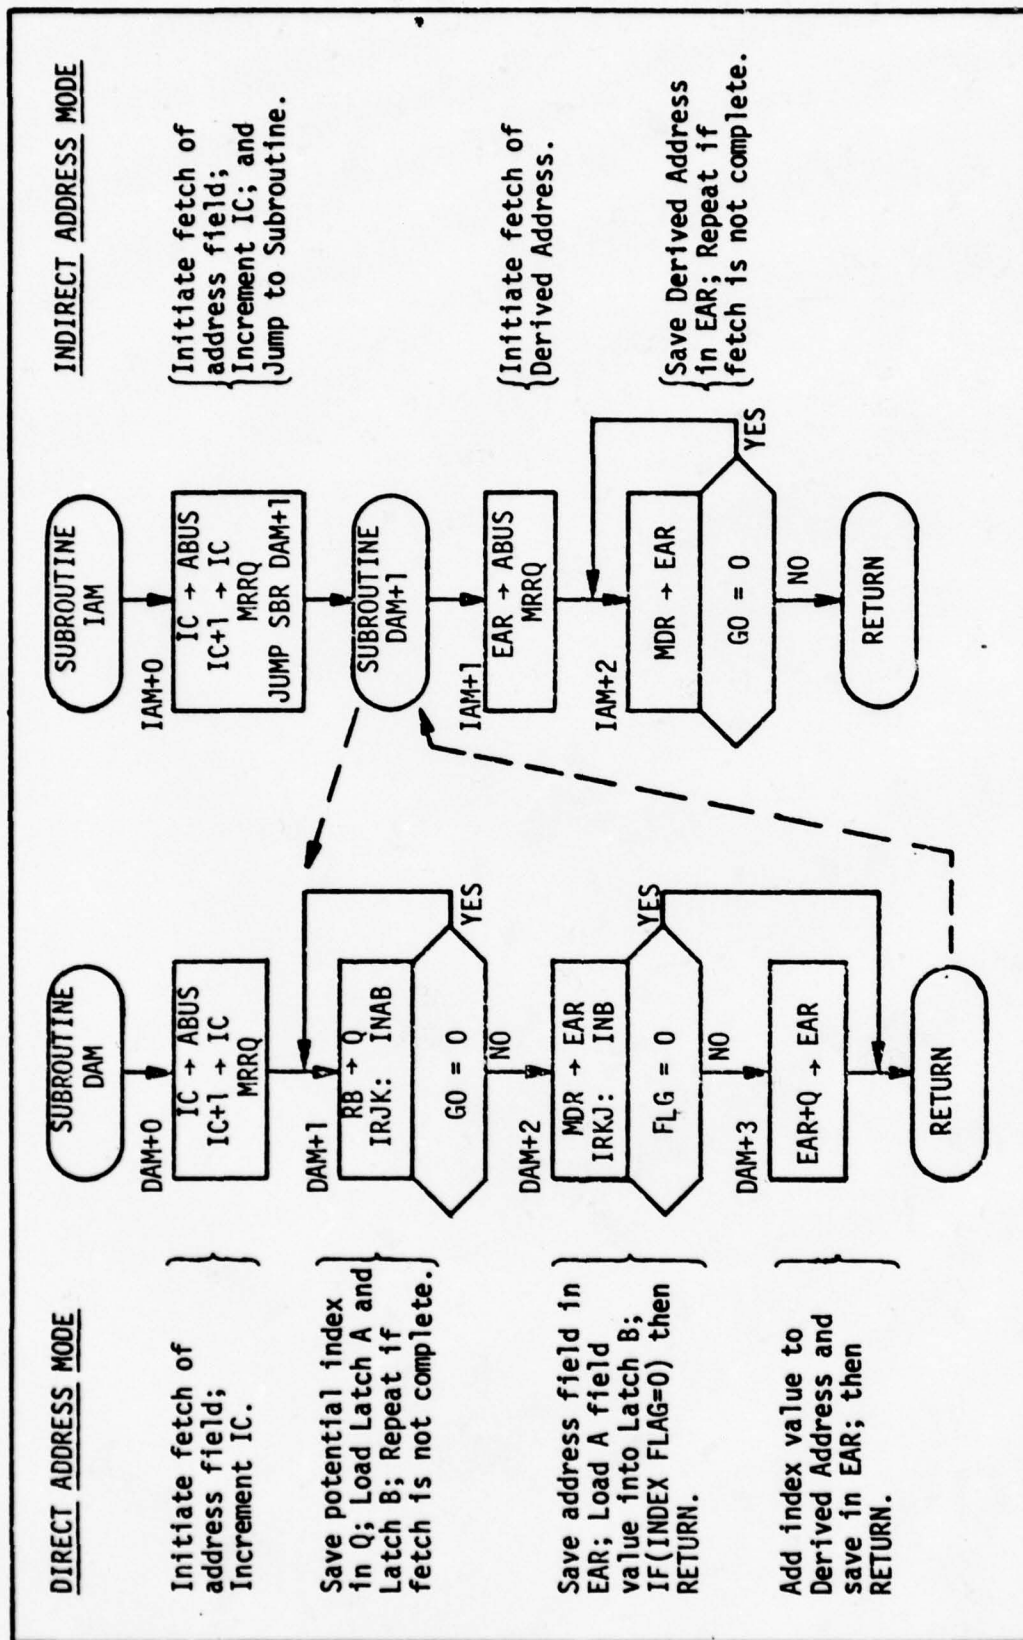 DIRECT ADDRESS MODE
Initiate fetch of
address field;
Increment IC.
Save potential index
in Q; Load Latch A and
Latch B; Repeat if
fetch is not complete.
Save address field in
EAR; Load A field
value into Latch B;
IF(INDEX FLAG=0) then
RETURN.
Add index value to
Derived Address and
save in EAR; then
RETURN.
SUBROUTINE
DAM
DAM+0
IC → ABUS
IC+1 → IC
MRRQ
DAM+1
RB → Q
IRJK: INAB
GO = 0
YES
NO
DAM+2
MDR → EAR
IRKJ: INB
FLG = 0
YES
NO
DAM+3
EAR+Q → EAR
RETURN
SUBROUTINE
IAM
IAM+0
IC → ABUS
IC+1 → IC
MRRQ
JUMP SBR DAM+1
SUBROUTINE
DAM+1
IAM+1
EAR → ABUS
MRRQ
IAM+2
MDR → EAR
GO = 0
YES
NO
RETURN
INDIRECT ADDRESS MODE
Initiate fetch of
address field;
Increment IC; and
Jump to Subroutine.
Initiate fetch of
Derived Address.
Save Derived Address
in EAR; Repeat if
fetch is not complete.